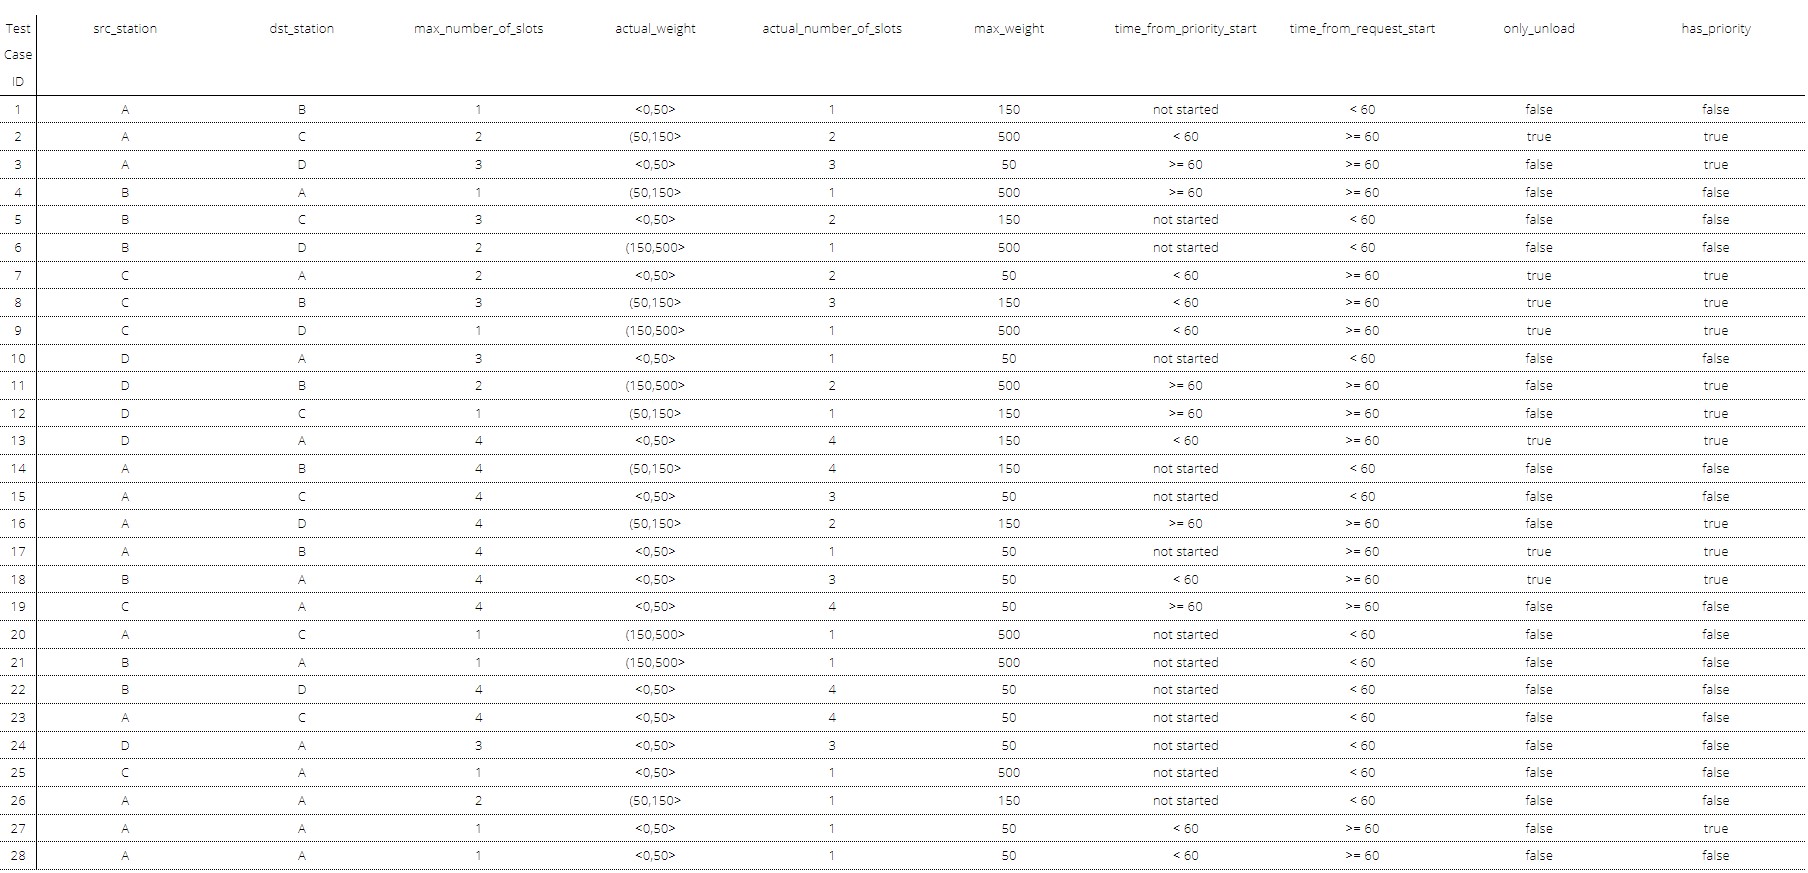 Test Case ID src_station dst_station max_number_of_slots actual_weight actual_number_of_slots max_weight time_from_priority_start time_from_request_start only_unload has_priority
1 A B 1 <0,50> 1 150 not started < 60 false false
2 A C 2 (50,150> 2 500 < 60 >= 60 true true
3 A D 3 <0,50> 3 50 >= 60 >= 60 false true
4 B A 1 (50,150> 1 500 >= 60 >= 60 false false
5 B C 3 <0,50> 2 150 not started < 60 false false
6 B D 2 (150,500> 1 500 not started < 60 false false
7 C A 2 <0,50> 2 50 < 60 >= 60 true true
8 C B 3 (50,150> 3 150 < 60 >= 60 true true
9 C D 1 (150,500> 1 500 < 60 >= 60 true true
10 D A 3 <0,50> 1 50 not started < 60 false false
11 D B 2 (150,500> 2 500 >= 60 >= 60 false true
12 D C 1 (50,150> 1 150 >= 60 >= 60 false true
13 D A 4 <0,50> 4 150 < 60 >= 60 true true
14 A B 4 (50,150> 4 150 not started < 60 false false
15 A C 4 <0,50> 3 50 not started < 60 false false
16 A D 4 (50,150> 2 150 >= 60 >= 60 false true
17 A B 4 <0,50> 1 50 not started >= 60 true true
18 B A 4 <0,50> 3 50 < 60 >= 60 true true
19 C A 4 <0,50> 4 50 >= 60 >= 60 false false
20 A C 1 (150,500> 1 500 not started < 60 false false
21 B A 1 (150,500> 1 500 not started < 60 false false
22 B D 4 <0,50> 4 50 not started < 60 false false
23 A C 4 <0,50> 4 50 not started < 60 false false
24 D A 3 <0,50> 3 50 not started < 60 false false
25 C A 1 <0,50> 1 500 not started < 60 false false
26 A A 2 (50,150> 1 150 not started < 60 false false
27 A A 1 <0,50> 1 50 < 60 >= 60 false true
28 A A 1 <0,50> 1 50 < 60 >= 60 false false